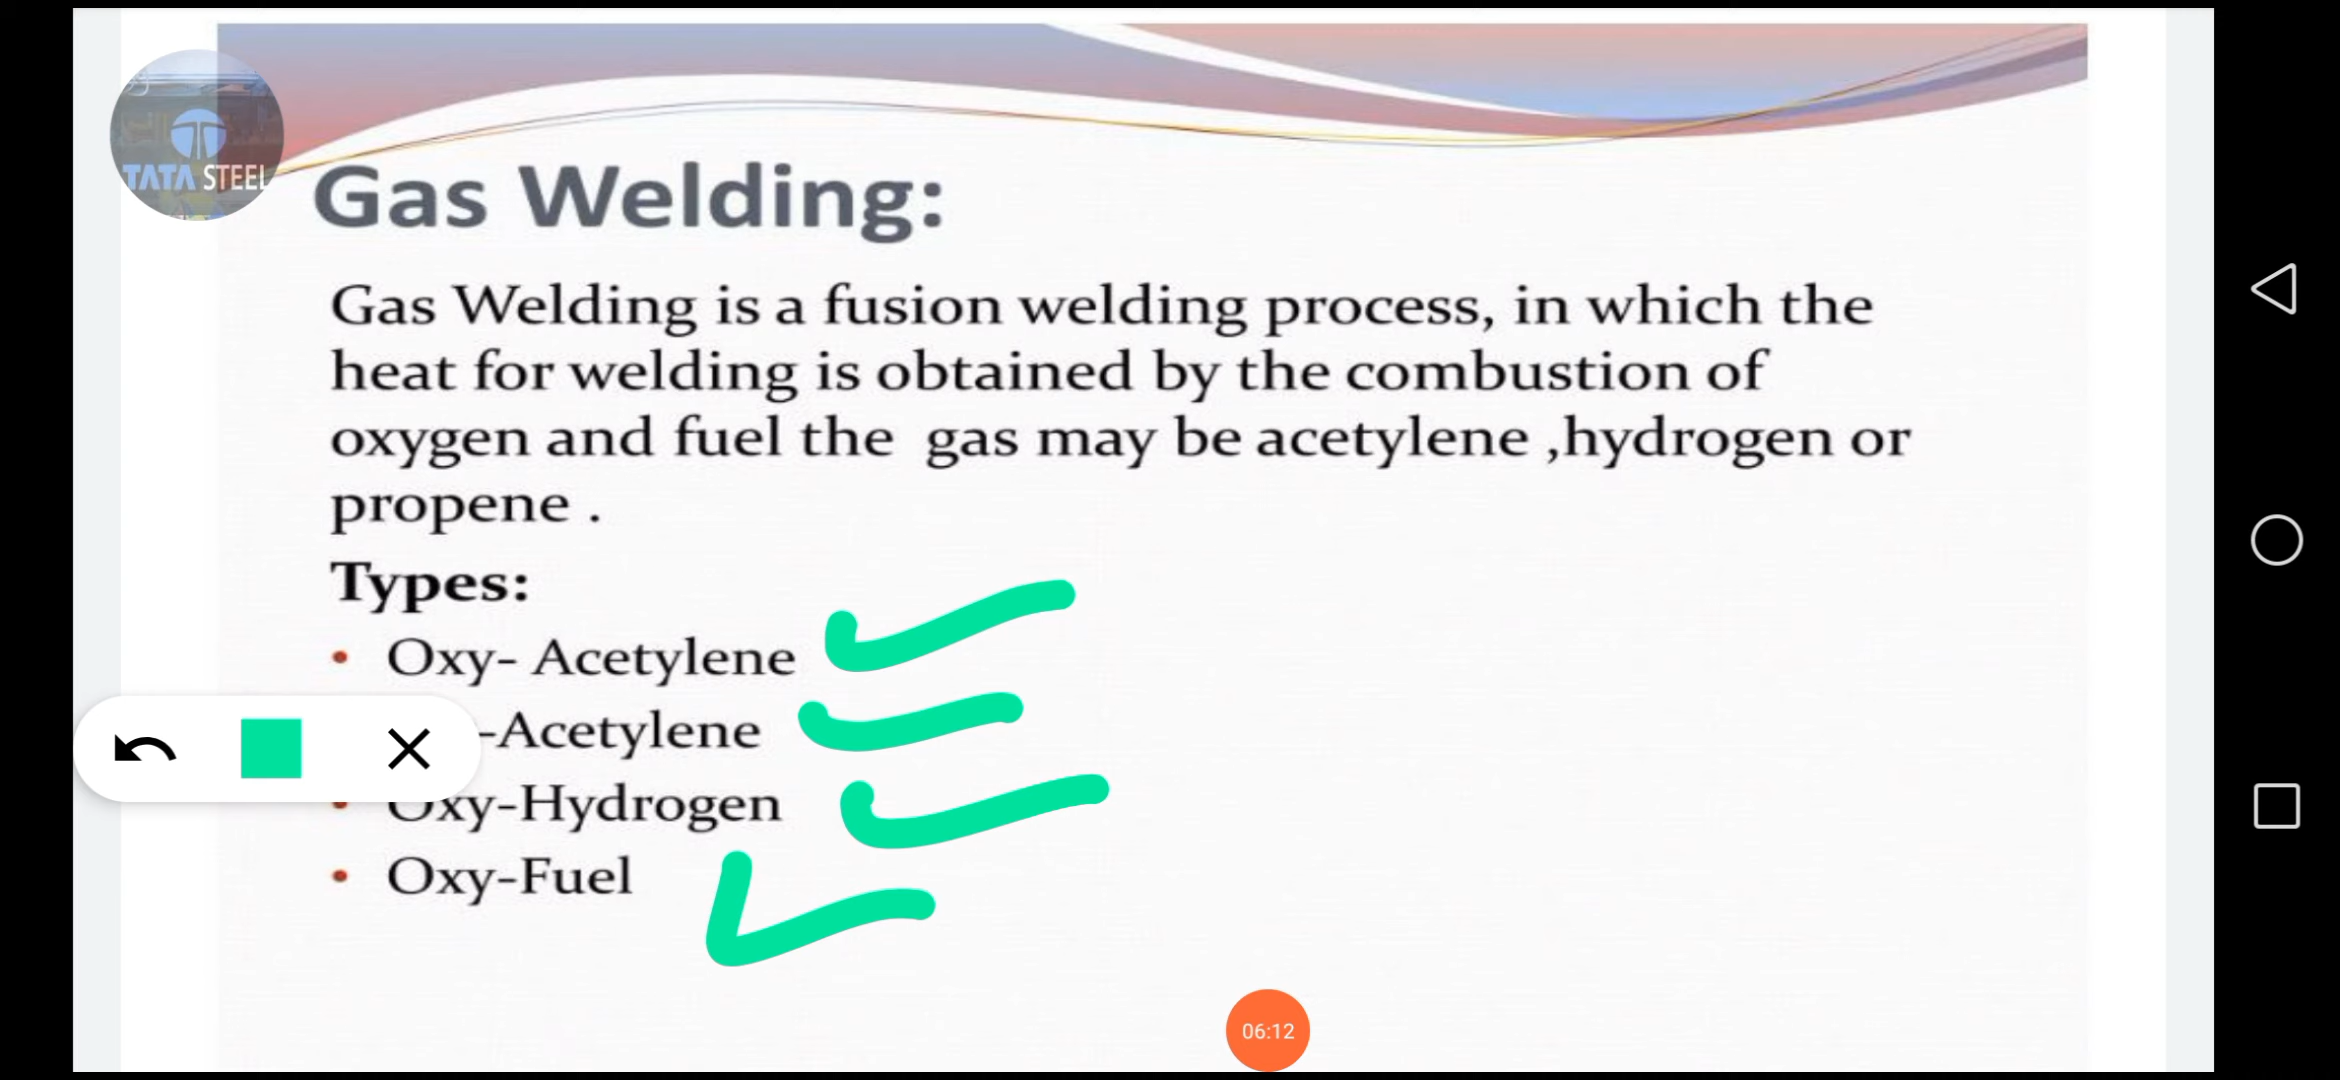 TATA STEEL
Gas Welding:
Gas Welding is a fusion welding process, in which the
heat for welding is obtained by the combustion of
oxygen and fuel the gas may be acetylene ,hydrogen or
propene .
Types:
• Oxy- Acetylene
-Acetylene
• Oxy-Hydrogen
• Oxy-Fuel
06:12